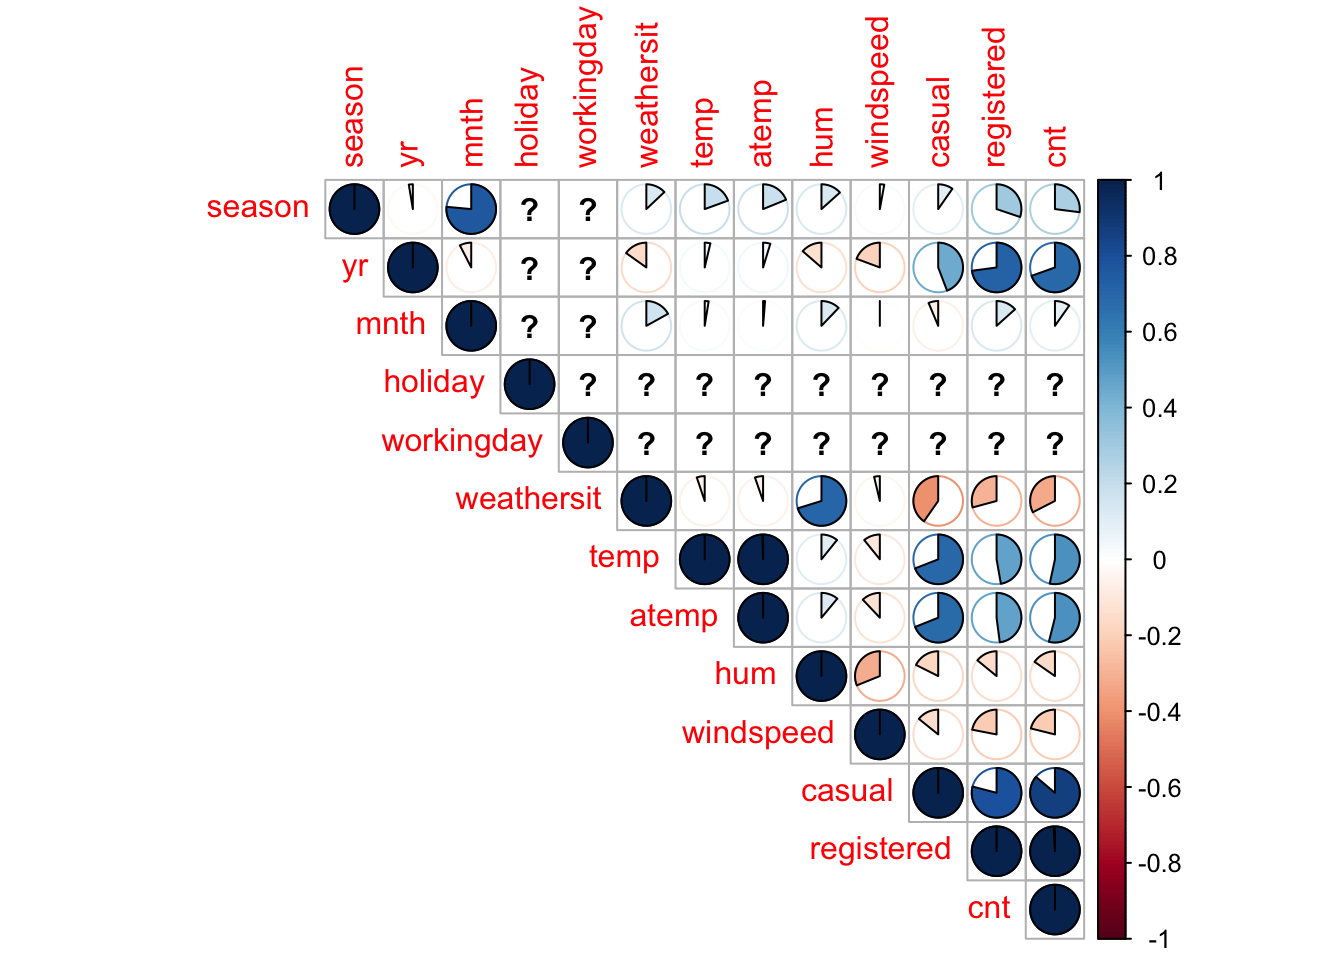 season yr mnth holiday workingday weathersit temp atemp hum windspeed casual registered cnt
season ? ? 1
yr ? ? 0.8
mnth ? ? 0.6
holiday ? ? ? ? ? ? ? ? ? 0.4
workingday ? ? ? ? ? ? ? ? 0.2
weathersit 0
temp -0.2
atemp -0.4
hum -0.6
windspeed -0.8
casual -1
registered
cnt